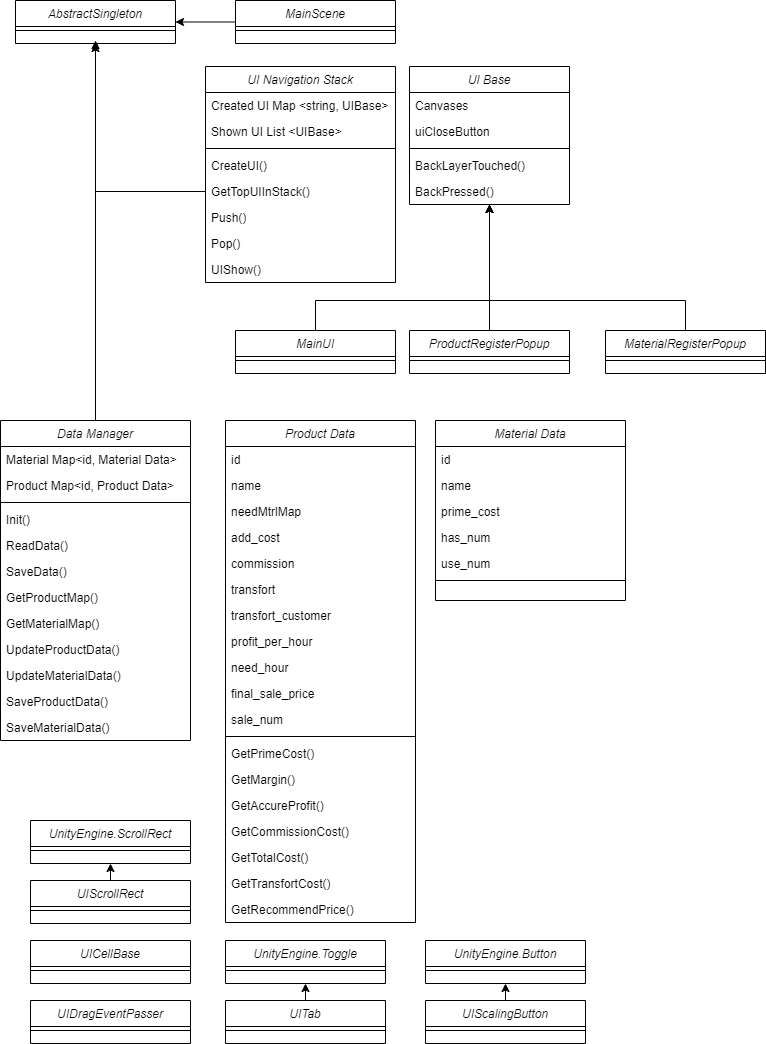 AbstractSingleton
MainScene
UI Navigation Stack
Created UI Map <string, UIBase>
Shown UI List <UIBase>
CreateUI()
GetTopUIInStack()
Push()
Pop()
UIShow()
UI Base
Canvases
uiCloseButton
BackLayerTouched()
BackPressed()
MainUI
ProductRegisterPopup
MaterialRegisterPopup
Data Manager
Material Map<id, Material Data>
Product Map<id, Product Data>
Init()
ReadData()
SaveData()
GetProductMap()
GetMaterialMap()
UpdateProductData()
UpdateMaterialData()
SaveProductData()
SaveMaterialData()
Product Data
id
name
needMtrlMap
add_cost
commission
transfort
transfort_customer
profit_per_hour
need_hour
final_sale_price
sale_num
GetPrimeCost()
GetMargin()
GetAccureProfit()
GetCommissionCost()
GetTotalCost()
GetTransfortCost()
GetRecommendPrice()
Material Data
id
name
prime_cost
has_num
use_num
UnityEngine.ScrollRect
UIScrollRect
UICellBase
UIDragEventPasser
UnityEngine.Toggle
UITab
UnityEngine.Button
UIScalingButton